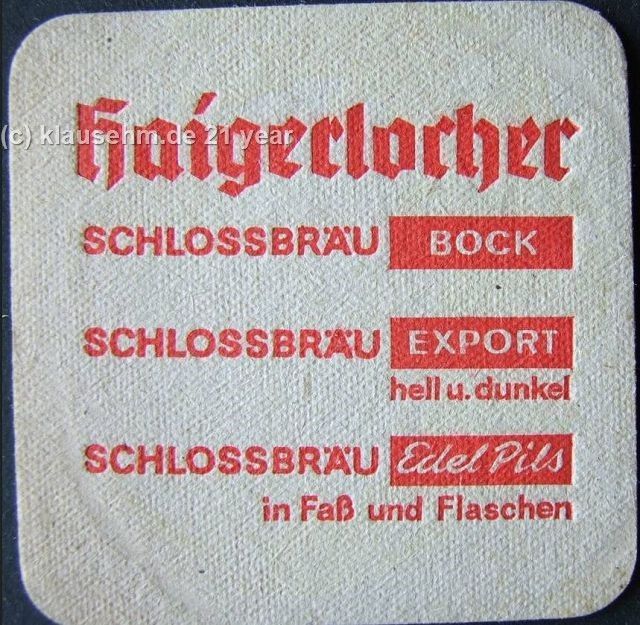 Haigerlocher
(c) klausehm.de 21 year
SCHLOSSBRÄU BOCK
SCHLOSSBRÄU EXPORT
hell u. dunkel
SCHLOSSBRÄU Edel Pils
in Faß und Flaschen